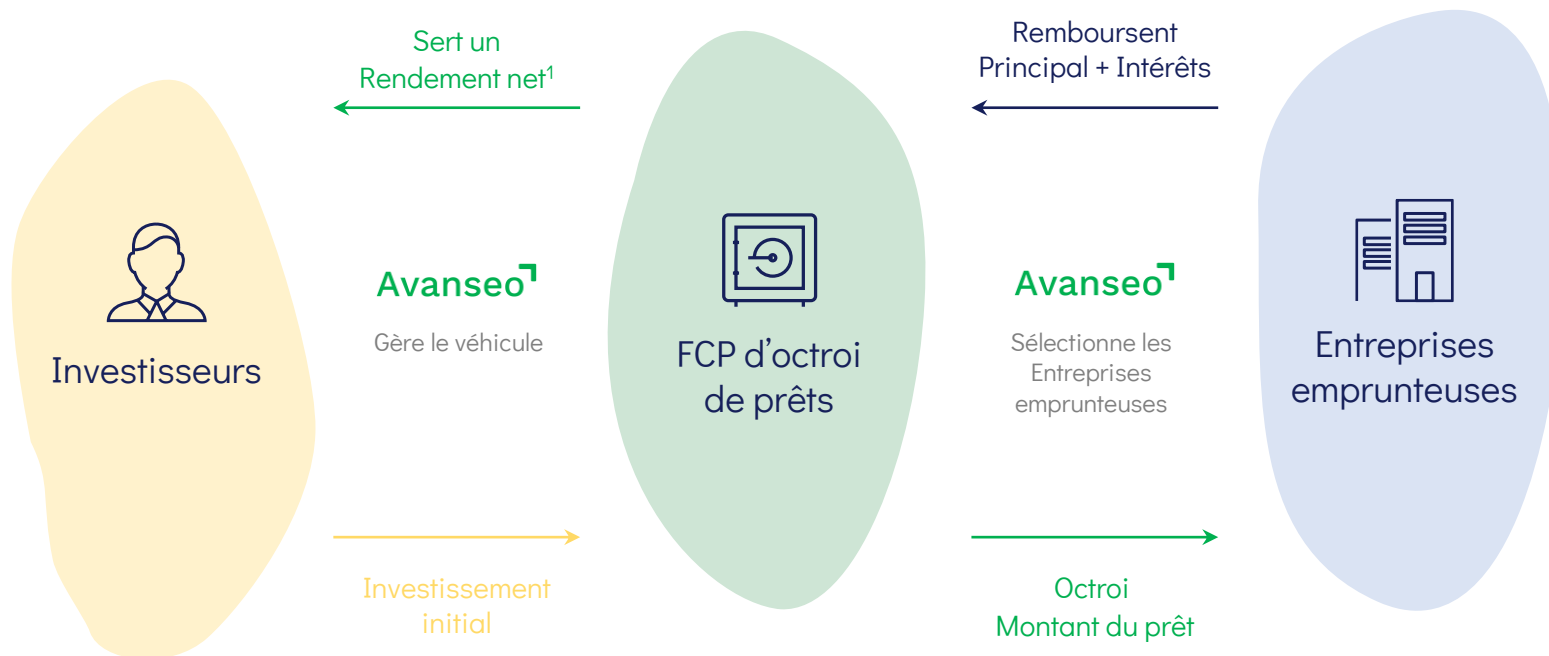 Sert un
Rendement net¹
Remboursent
Principal + Intérêts
Investisseurs
Avanseo
Gère le véhicule
FCP d’octroi
de prêts
Avanseo
Sélectionne les
Entreprises
emprunteuses
Entreprises
emprunteuses
Investissement
initial
Octroi
Montant du prêt